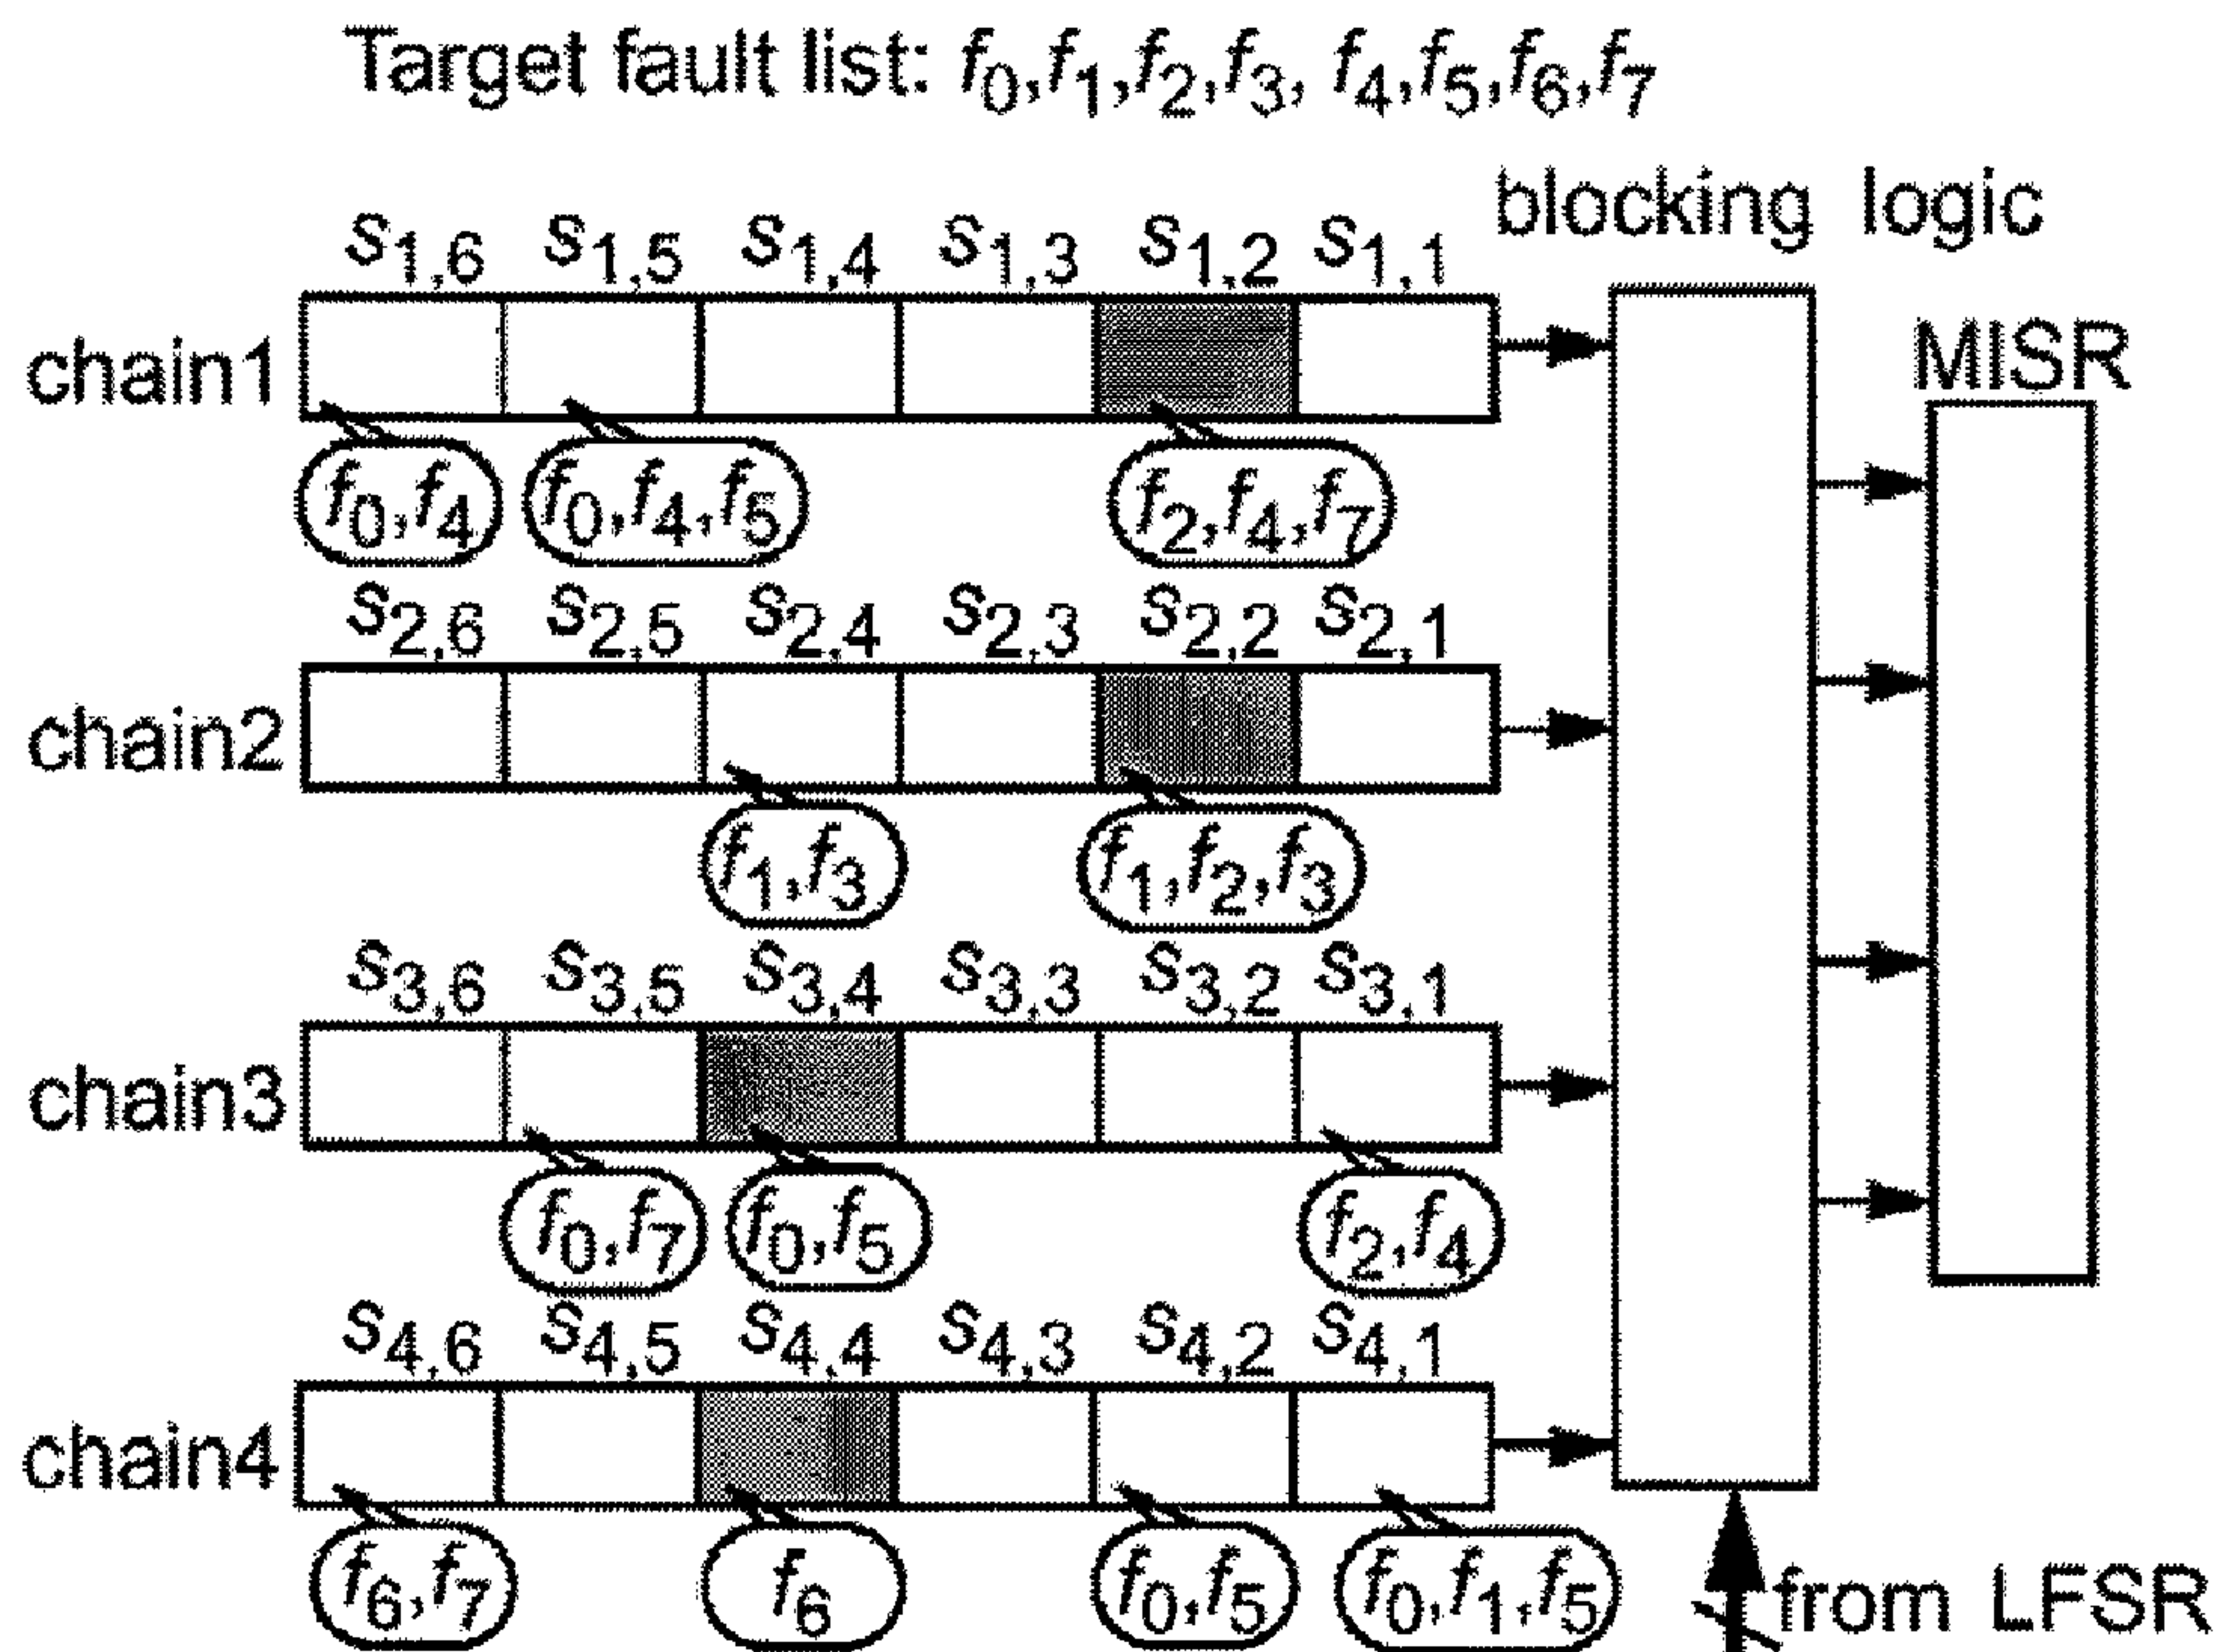 Target fault list: f0,f1,f2,f3, f4,f5,f6,f7
blocking logic
s1,6 s1,5 s1,4 s1,3 s1,2 s1,1
chain1
MISR
f0,f4 f0,f4,f5 f2,f4,f7
s2,6 s2,5 s2,4 s2,3 s2,2 s2,1
chain2
f1,f3 f1,f2,f3
s3,6 s3,5 s3,4 s3,3 s3,2 s3,1
chain3
f0,f7 f0,f5 f2,f4
s4,6 s4,5 s4,4 s4,3 s4,2 s4,1
chain4
f6,f7 f6 f0,f5 f0,f1,f5
from LFSR